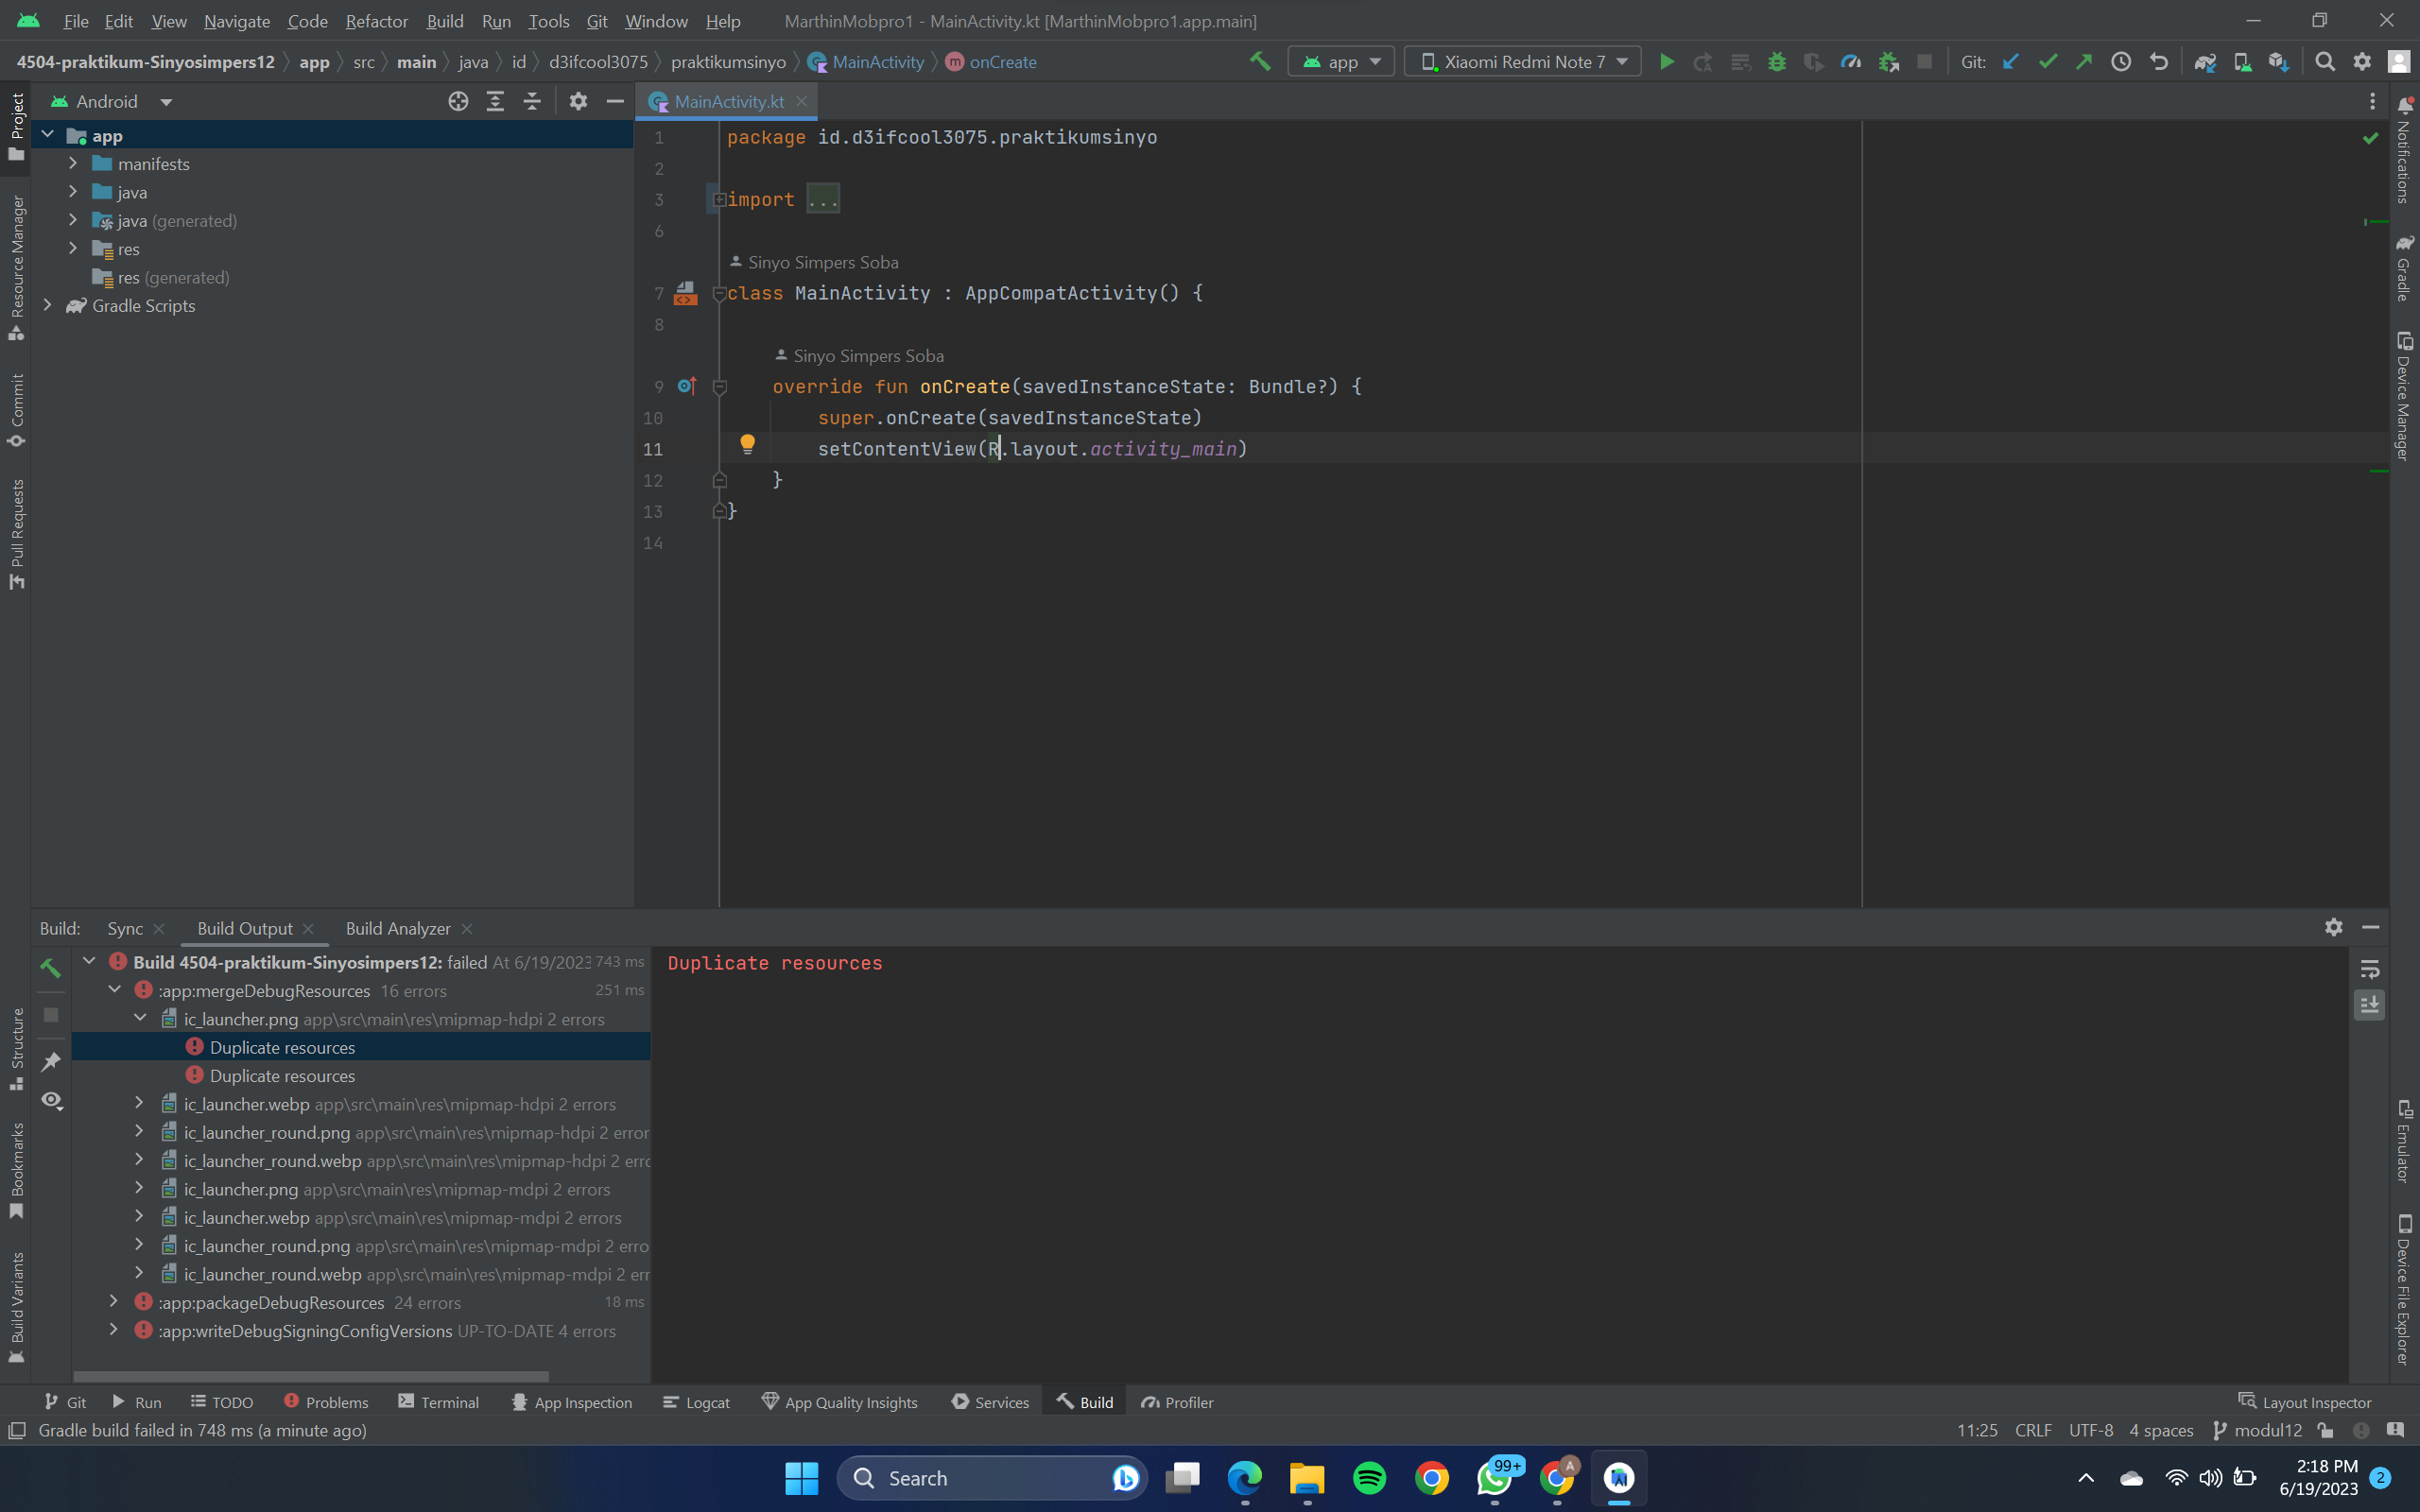 File Edit View Navigate Code Refactor Build Run Tools Git Window Help MarthinMobpro1 - MainActivity.kt [MarthinMobpro1.app.main]
4504-praktikum-Sinyosimpers12 app src main java id d3ifcool3075 praktikumsinyo MainActivity onCreate app Xiaomi Redmi Note 7 Git:
Android
MainActivity.kt
app
manifests
java
java (generated)
res
res (generated)
Gradle Scripts
1 package id.d3ifcool3075.praktikumsinyo
2
3 import ...
6
Sinyo Simpers Soba
7 class MainActivity : AppCompatActivity() {
8
Sinyo Simpers Soba
9 override fun onCreate(savedInstanceState: Bundle?) {
10 super.onCreate(savedInstanceState)
11 setContentView(R.layout.activity_main)
12 }
13 }
14
Project
Resource Manager
Commit
Pull Requests
Structure
Bookmarks
Build Variants
Notifications
Gradle
Device Manager
Emulator
Device File Explorer
Build: Sync Build Output Build Analyzer
Build 4504-praktikum-Sinyosimpers12: failed At 6/19/2023 743 ms
:app:mergeDebugResources 16 errors 251 ms
ic_launcher.png app\src\main\res\mipmap-hdpi 2 errors
Duplicate resources
Duplicate resources
ic_launcher.webp app\src\main\res\mipmap-hdpi 2 errors
ic_launcher_round.png app\src\main\res\mipmap-hdpi 2 error
ic_launcher_round.webp app\src\main\res\mipmap-hdpi 2 erro
ic_launcher.png app\src\main\res\mipmap-mdpi 2 errors
ic_launcher.webp app\src\main\res\mipmap-mdpi 2 errors
ic_launcher_round.png app\src\main\res\mipmap-mdpi 2 erro
ic_launcher_round.webp app\src\main\res\mipmap-mdpi 2 err
:app:packageDebugResources 24 errors 18 ms
:app:writeDebugSigningConfigVersions UP-TO-DATE 4 errors
Duplicate resources
Git Run TODO Problems Terminal App Inspection Logcat App Quality Insights Services Build Profiler Layout Inspector
Gradle build failed in 748 ms (a minute ago) 11:25 CRLF UTF-8 4 spaces modul12
Search 99+ A 2:18 PM
6/19/2023 2